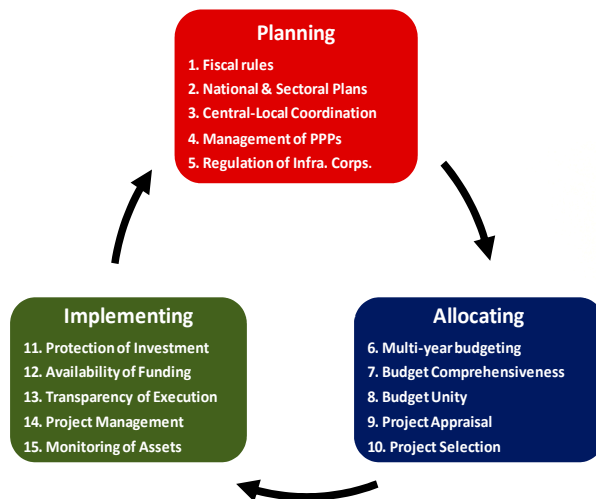 Planning
1. Fiscal rules
2. National & Sectoral Plans
3. Central-Local Coordination
4. Management of PPPs
5. Regulation of Infra. Corps.
Implementing
11. Protection of Investment
12. Availability of Funding
13. Transparency of Execution
14. Project Management
15. Monitoring of Assets
Allocating
6. Multi-year budgeting
7. Budget Comprehensiveness
8. Budget Unity
9. Project Appraisal
10. Project Selection